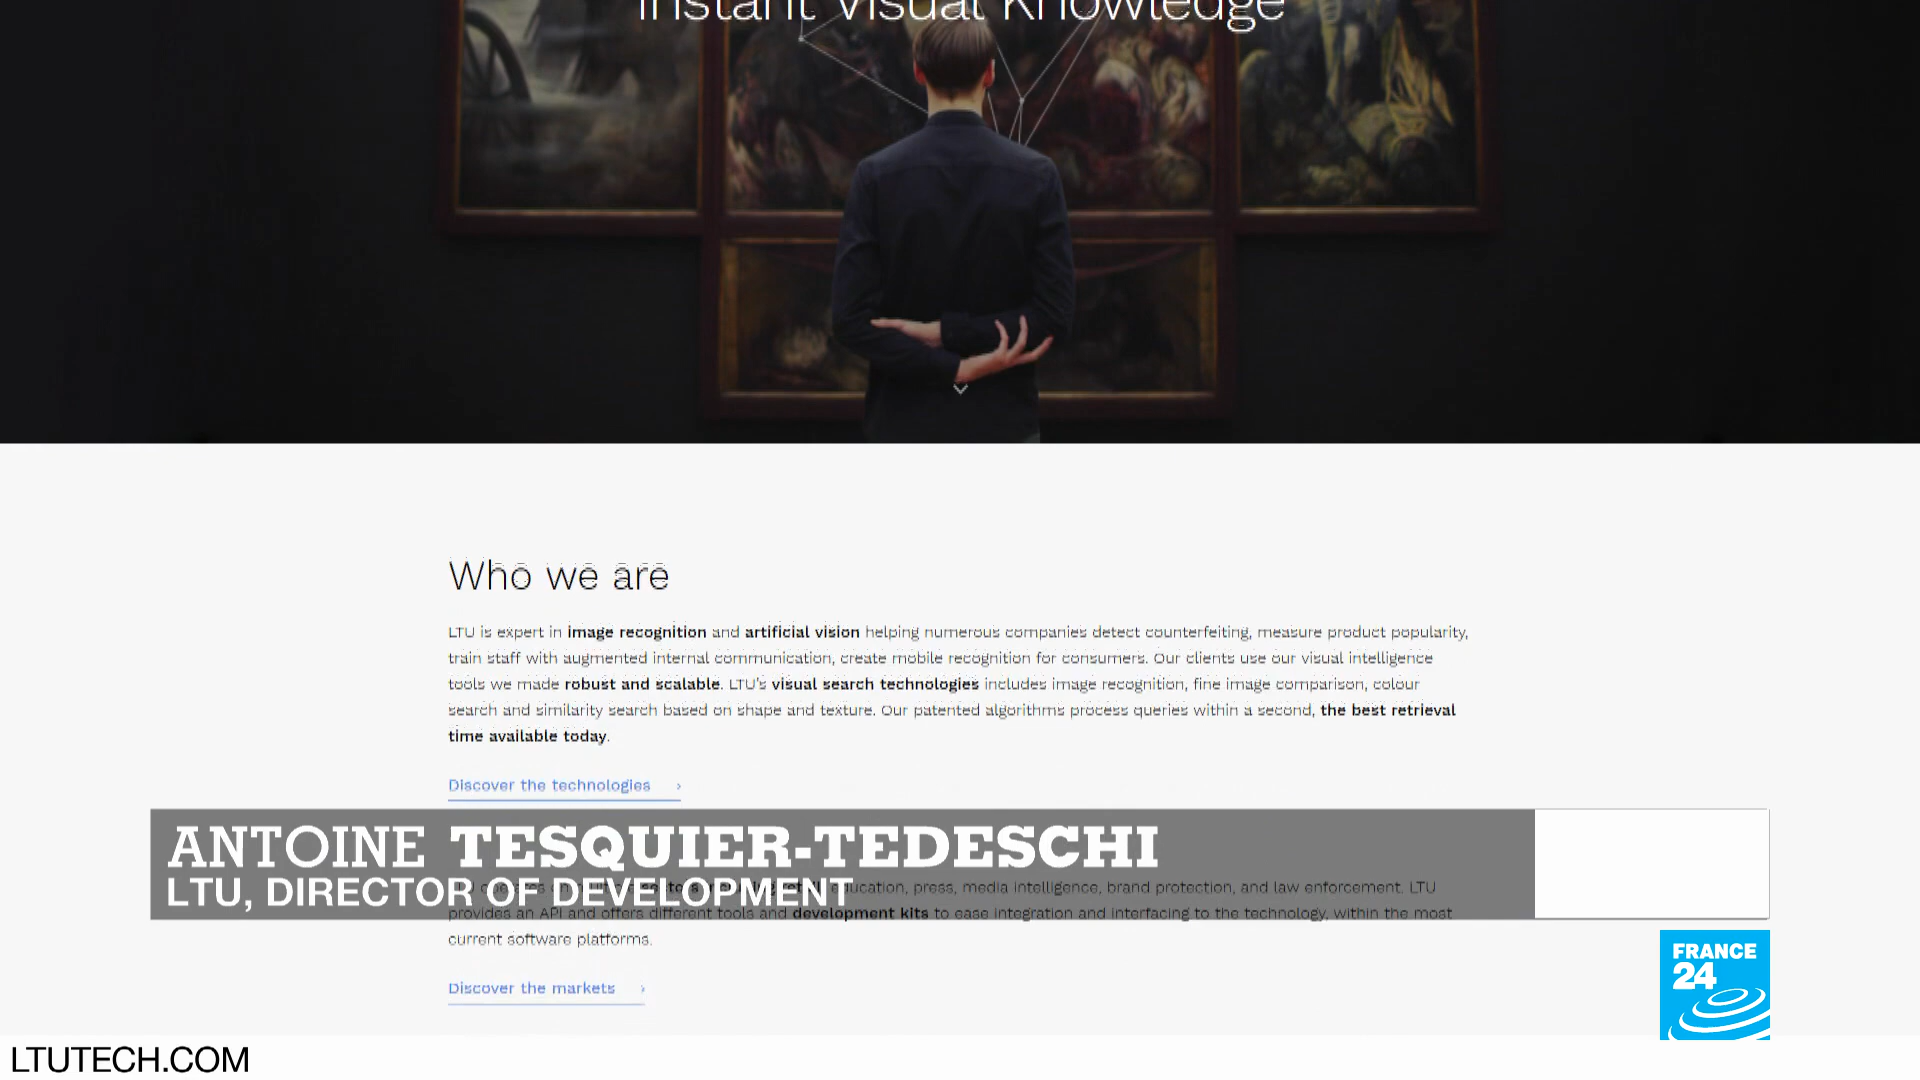 Instant Visual Knowledge
Who we are
LTU is expert in image recognition and artificial vision helping numerous companies detect counterfeiting, measure product popularity,
train staff with augmented internal communication, create mobile recognition for consumers. Our clients use our visual intelligence
tools we made robust and scalable. LTU's visual search technologies includes image recognition, fine image comparison, colour
search and similarity search based on shape and texture. Our patented algorithms process queries within a second, the best retrieval
time available today.
Discover the technologies ›
ANTOINE TESQUIER-TEDESCHI
LTU, DIRECTOR OF DEVELOPMENT
education, press, media intelligence, brand protection, and law enforcement. LTU
provides an API and offers different tools and development kits to ease integration and interfacing to the technology, within the most
current software platforms.
Discover the markets ›
FRANCE
24
LTUTECH.COM